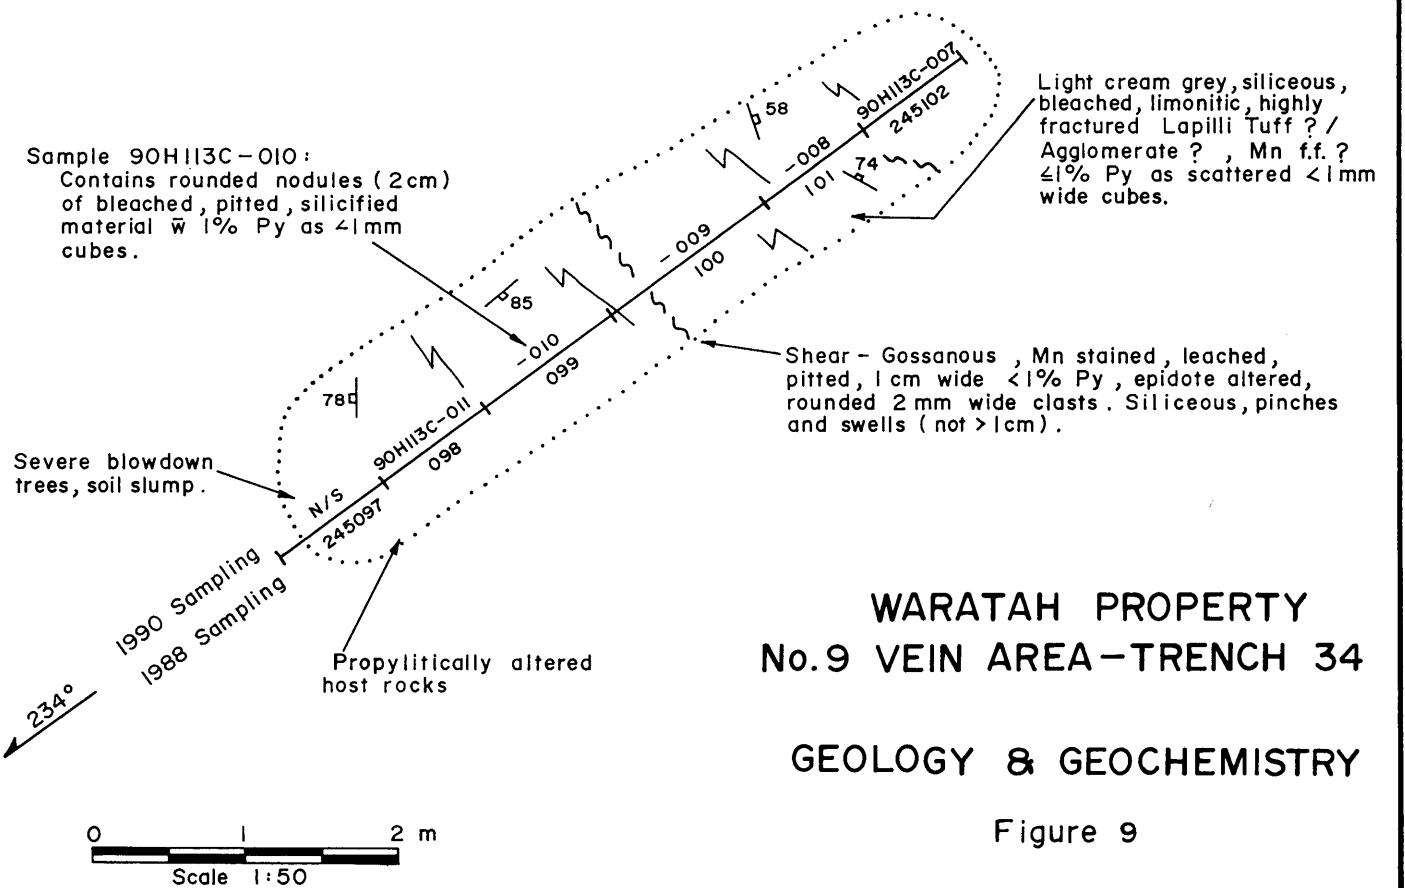 90H113C-007
245102
58
-008
101
74
Light cream grey, siliceous,
bleached, limonitic, highly
fractured Lapilli Tuff ? /
Agglomerate ? , Mn f.f. ?
≤1% Py as scattered <1mm
wide cubes.
Sample 90H113C-010:
Contains rounded nodules (2cm)
of bleached, pitted, silicified
material w̄ 1% Py as <1mm
cubes.
-009
100
85
-010
099
Shear - Gossanous , Mn stained, leached,
pitted, 1cm wide <1% Py , epidote altered,
rounded 2mm wide clasts. Siliceous, pinches
and swells (not >1cm).
78
90H113C-011
098
Severe blowdown
trees, soil slump.
N/S
245097
1990 Sampling
1988 Sampling
Propylitically altered
host rocks
234°
WARATAH PROPERTY
No.9 VEIN AREA-TRENCH 34
GEOLOGY & GEOCHEMISTRY
Figure 9
0 1 2 m
Scale 1:50